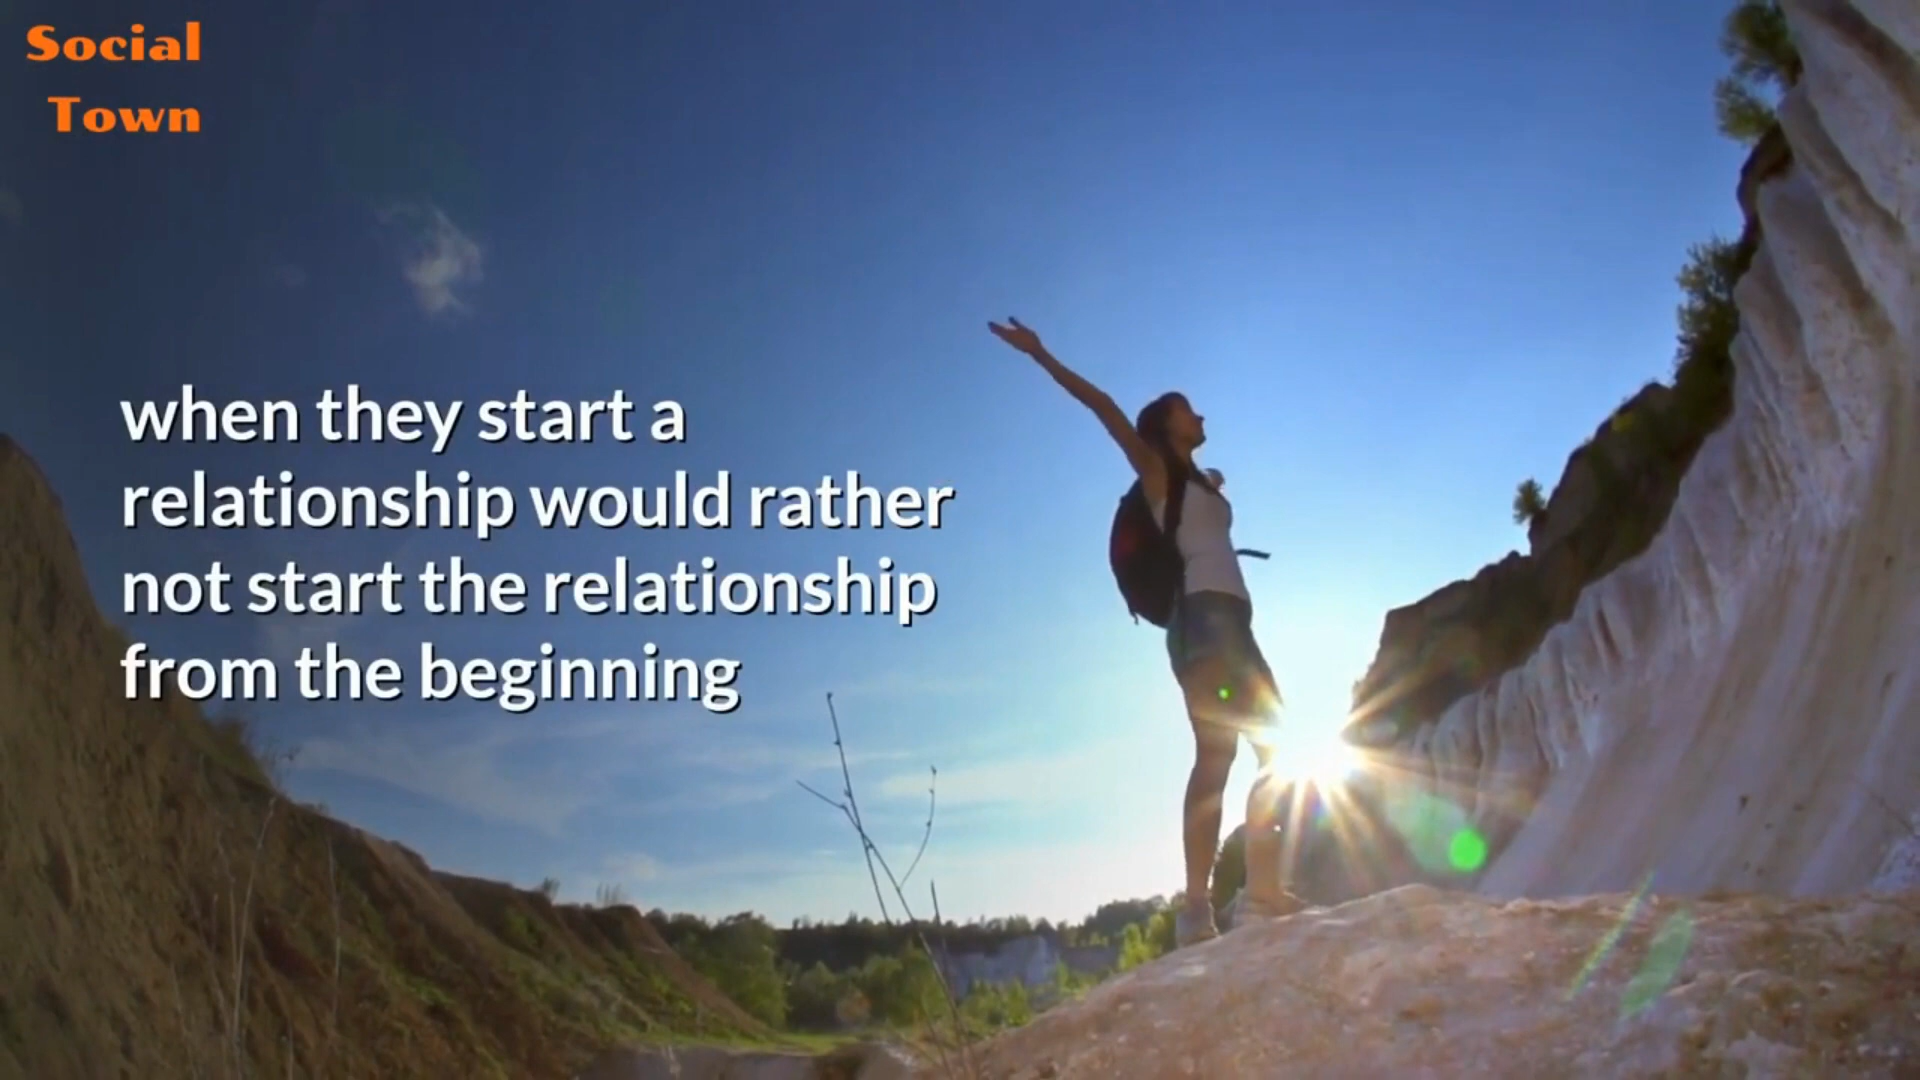 Social
Town
when they start a
relationship would rather
not start the relationship
from the beginning